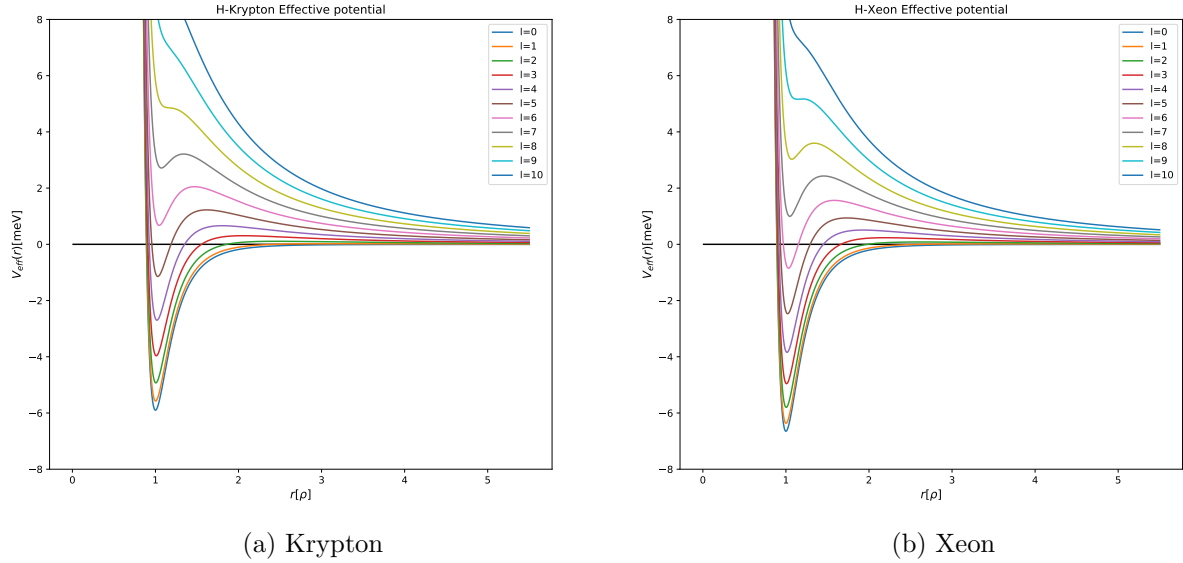 H-Krypton Effective potential
8
6
4
2
0
−2
−4
−6
−8
V_eff(r)[meV]
0 1 2 3 4 5
r[ρ]
l=0
l=1
l=2
l=3
l=4
l=5
l=6
l=7
l=8
l=9
l=10
(a) Krypton
H-Xeon Effective potential
8
6
4
2
0
−2
−4
−6
−8
V_eff(r)[meV]
0 1 2 3 4 5
r[ρ]
l=0
l=1
l=2
l=3
l=4
l=5
l=6
l=7
l=8
l=9
l=10
(b) Xeon